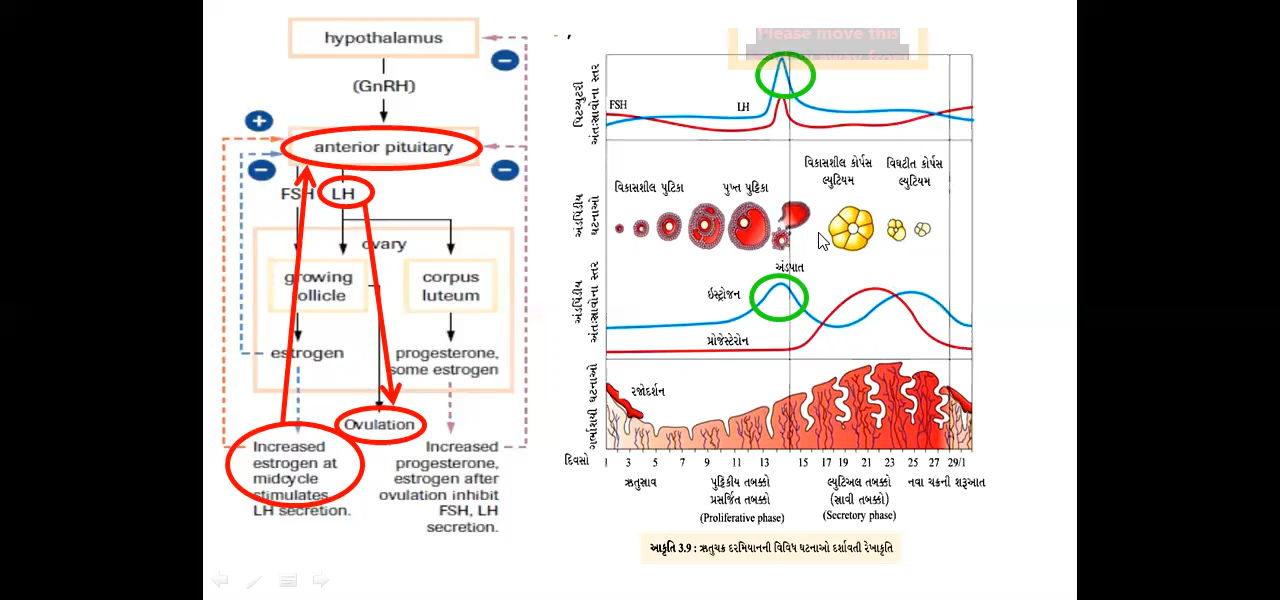 hypothalamus
(GnRH)
anterior pituitary
FSH LH
ovary
growing
ollicle
corpus
luteum
estrogen
progesterone,
some estrogen
Ovulation
Increased
estrogen at
midcycle
stimulates
LH secretion.
Increased
progesterone,
estrogen after
ovulation inhibit
FSH, LH
secretion.
Please move this
પિટ્યુટરી
અંતઃસ્રાવોના સ્તર
FSH
LH
અંડપિંડીય
ઘટનાઓ
વિકાસશીલ પુટિકા
પુખ્ત પુટ્ટિકા
વિકાસશીલ કોર્પસ
લ્યુટિયમ
વિઘટીત કોર્પસ
લ્યુટિયમ
અંડપાત
અંડપિંડીય
અંતઃસ્રાવોના સ્તર
ઇસ્ટ્રોજન
પ્રોજેસ્ટેરોન
ગર્ભાશયી ઘટનાઓ
રજોદર્શન
દિવસો 1 3 5 7 9 11 13 15 17 19 21 23 25 27 29/1
ઋતુસ્રાવ
પુટ્ટિકીય તબક્કો
પ્રસર્જિત તબક્કો
(Proliferative phase)
લ્યુટિઅલ તબક્કો
(સ્રાવી તબક્કો)
(Secretory phase)
નવા ચક્રની શરૂઆત
આકૃતિ 3.9 : ઋતુચક્ર દરમિયાનની વિવિધ ઘટનાઓ દર્શાવતી રેખાકૃતિ